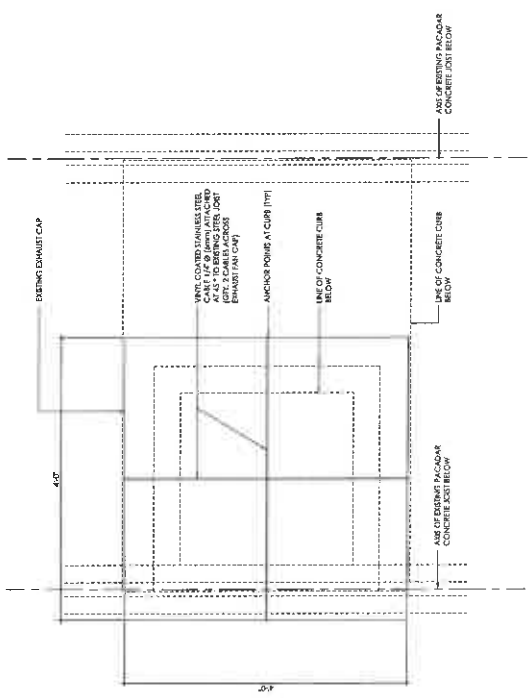 EXISTING EXHAUST CAP
VINYL COATED STAINLESS STEEL
CABLE 1/4" Ø (6mm) ATTACHED
AT 45° TO EXISTING STEEL JOIST
(QTY. 2 CABLES ACROSS
EXHAUST FAN CAP)
ANCHOR POINTS AT CURB (TYP)
LINE OF CONCRETE CURB
BELOW
AXIS OF EXISTING PACADAR
CONCRETE JOIST BELOW
LINE OF CONCRETE CURB
BELOW
AXIS OF EXISTING PACADAR
CONCRETE JOIST BELOW
4'-0"
4'-0"